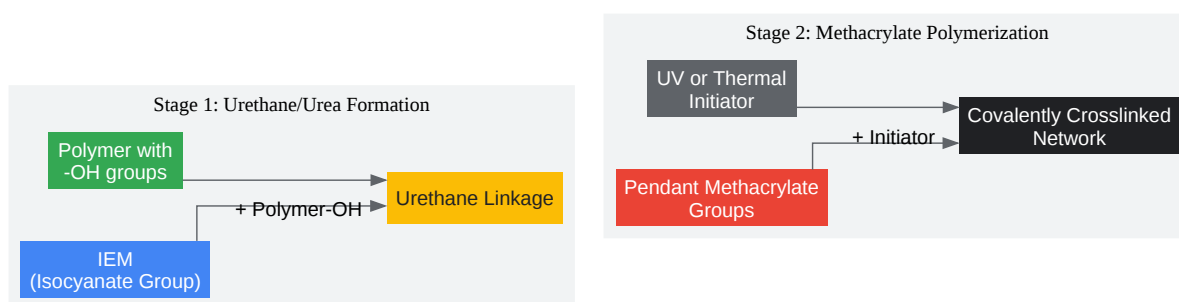 Stage 1: Urethane/Urea Formation
Polymer with
-OH groups
+ Polymer-OH
Urethane Linkage
IEM
(Isocyanate Group)
Stage 2: Methacrylate Polymerization
UV or Thermal
Initiator
+ Initiator
Covalently Crosslinked
Network
Pendant Methacrylate
Groups